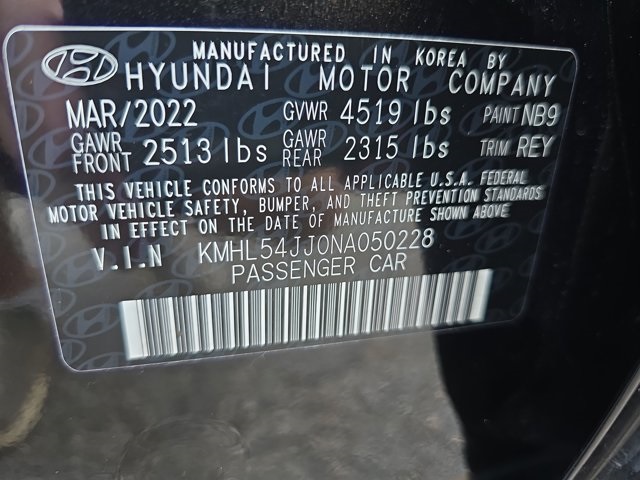 MANUFACTURED IN KOREA BY
HYUNDAI MOTOR COMPANY
MAR/2022 GVWR 4519 lbs PAINT NB9
GAWR FRONT 2513 lbs GAWR REAR 2315 lbs TRIM REY
THIS VEHICLE CONFORMS TO ALL APPLICABLE U.S.A. FEDERAL
MOTOR VEHICLE SAFETY, BUMPER, AND THEFT PREVENTION STANDARDS
IN EFFECT ON THE DATE OF MANUFACTURE SHOWN ABOVE.
V.I.N KMHL54JJ0NA050228
PASSENGER CAR